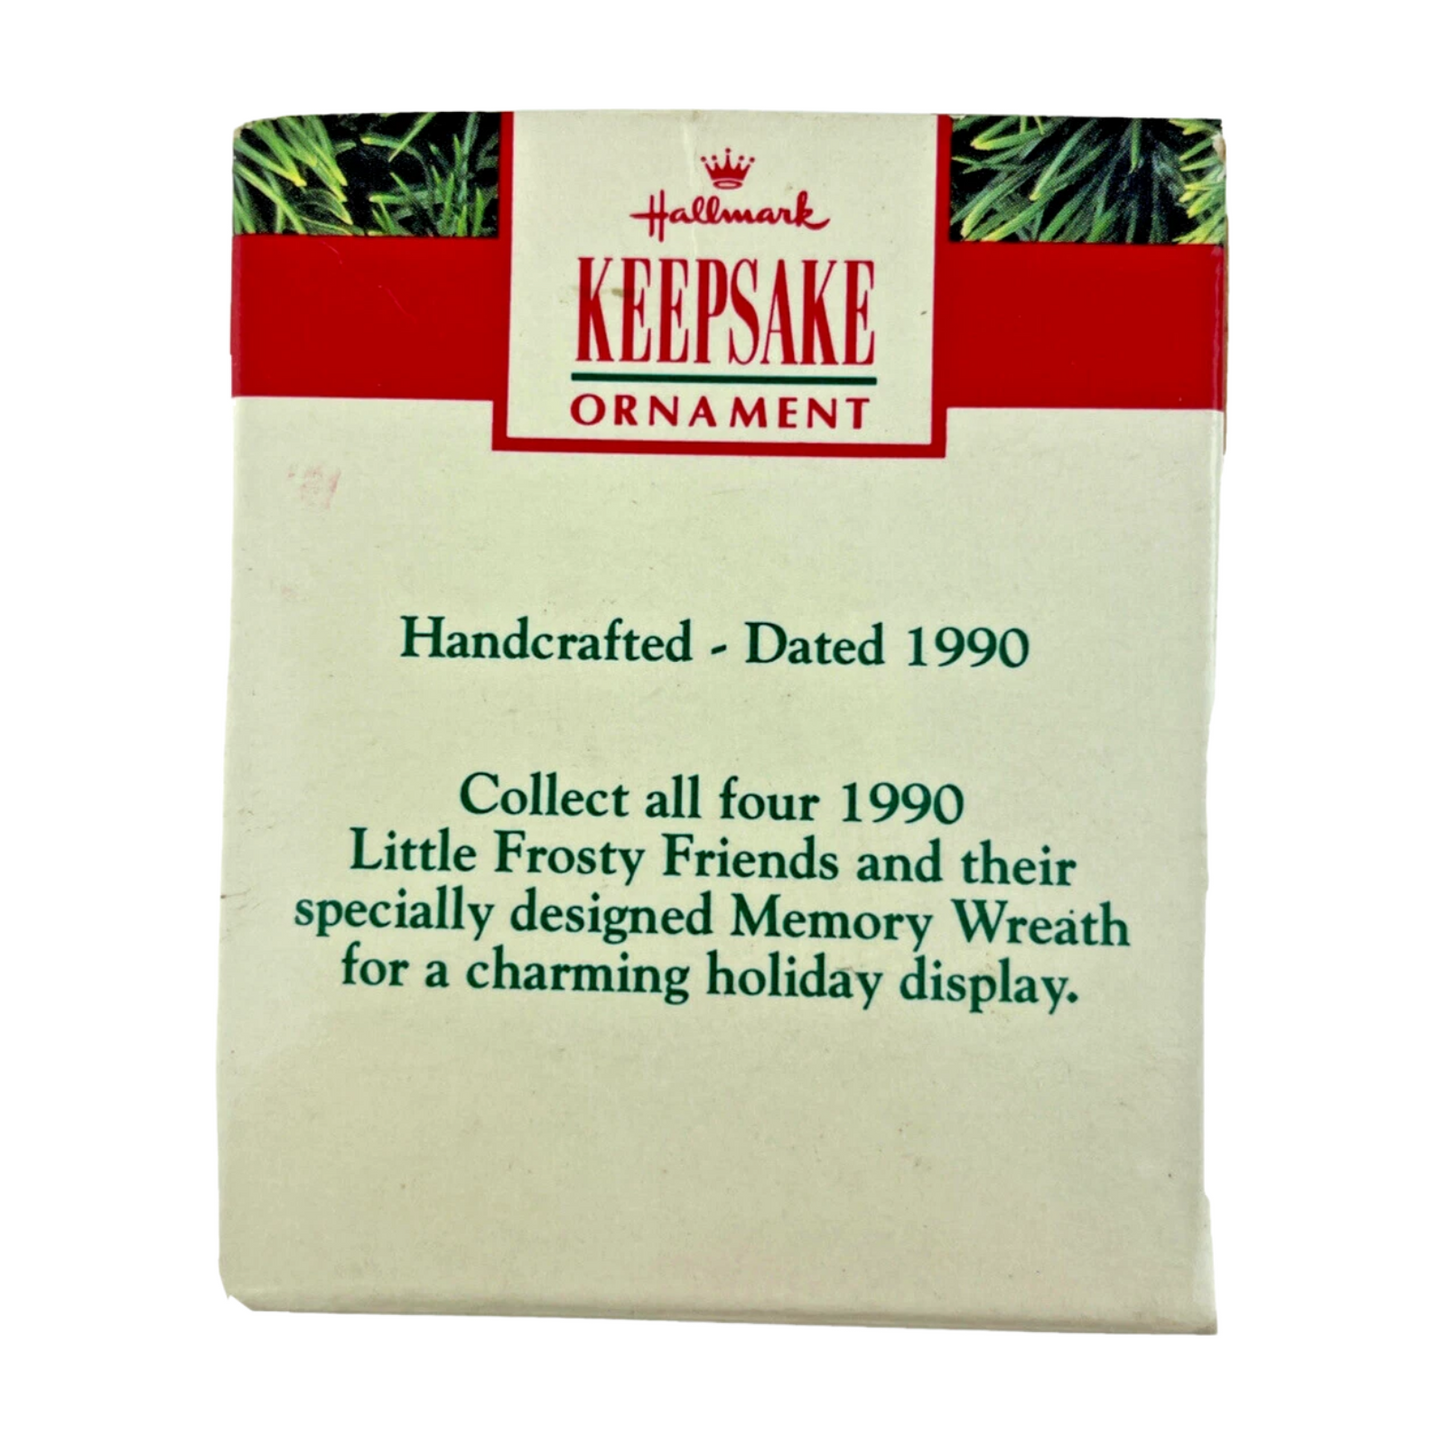 Hallmark
KEEPSAKE
ORNAMENT
Handcrafted - Dated 1990
Collect all four 1990
Little Frosty Friends and their
specially designed Memory Wreath
for a charming holiday display.